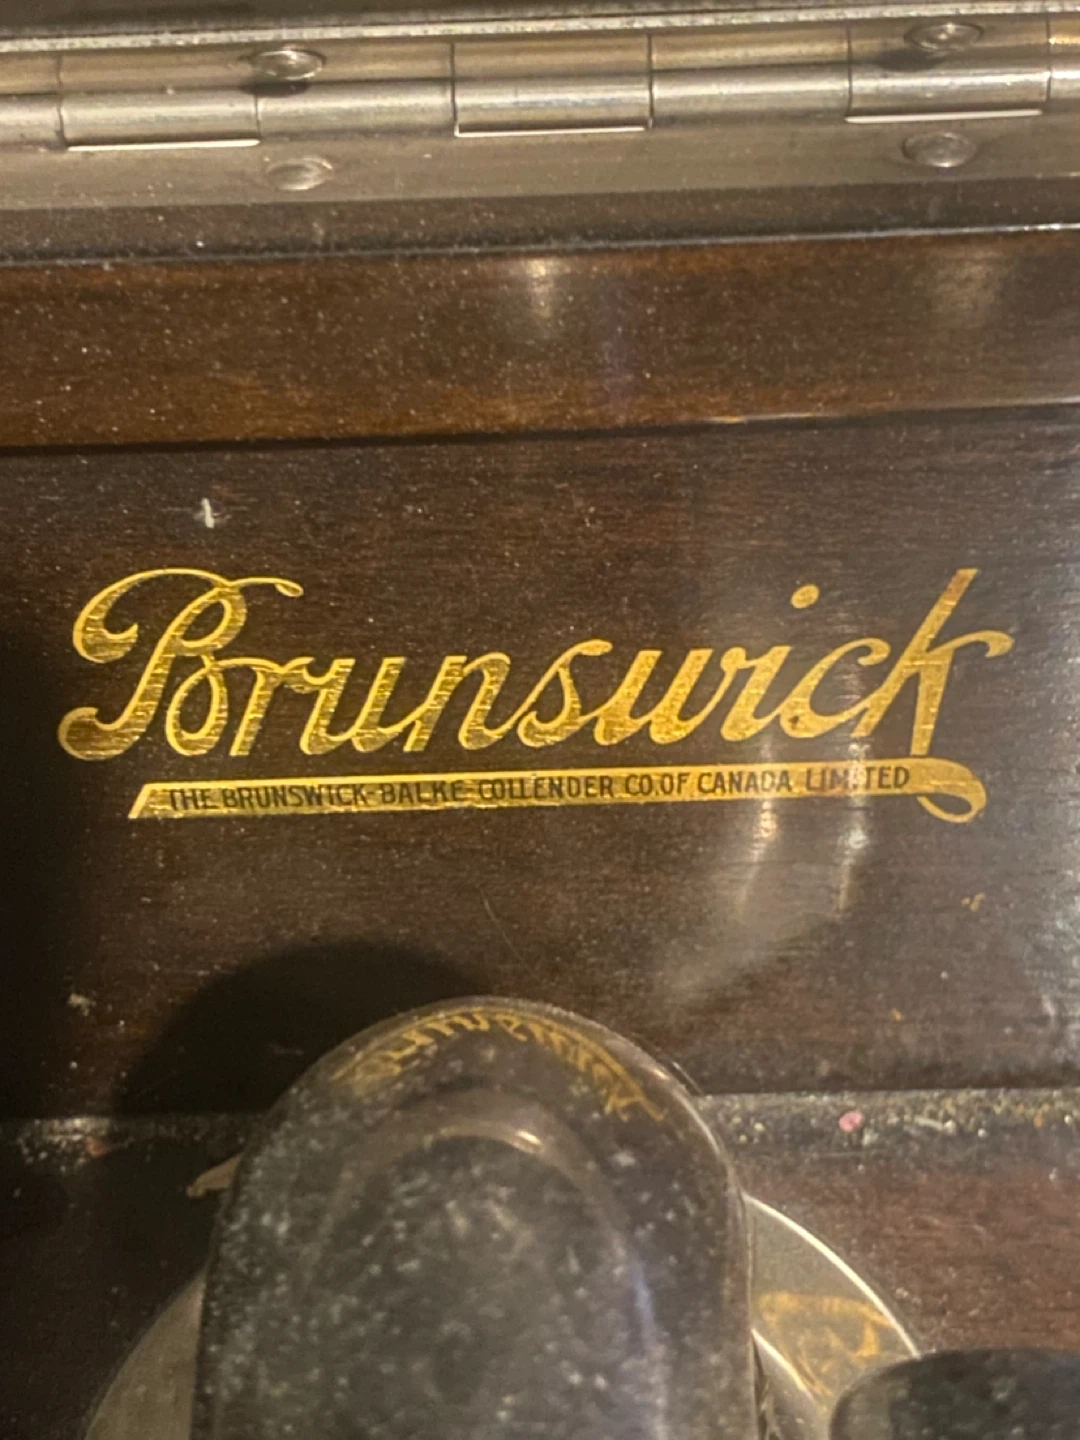 Brunswick
THE BRUNSWICK-BALKE-COLLENDER CO. OF CANADA LIMITED